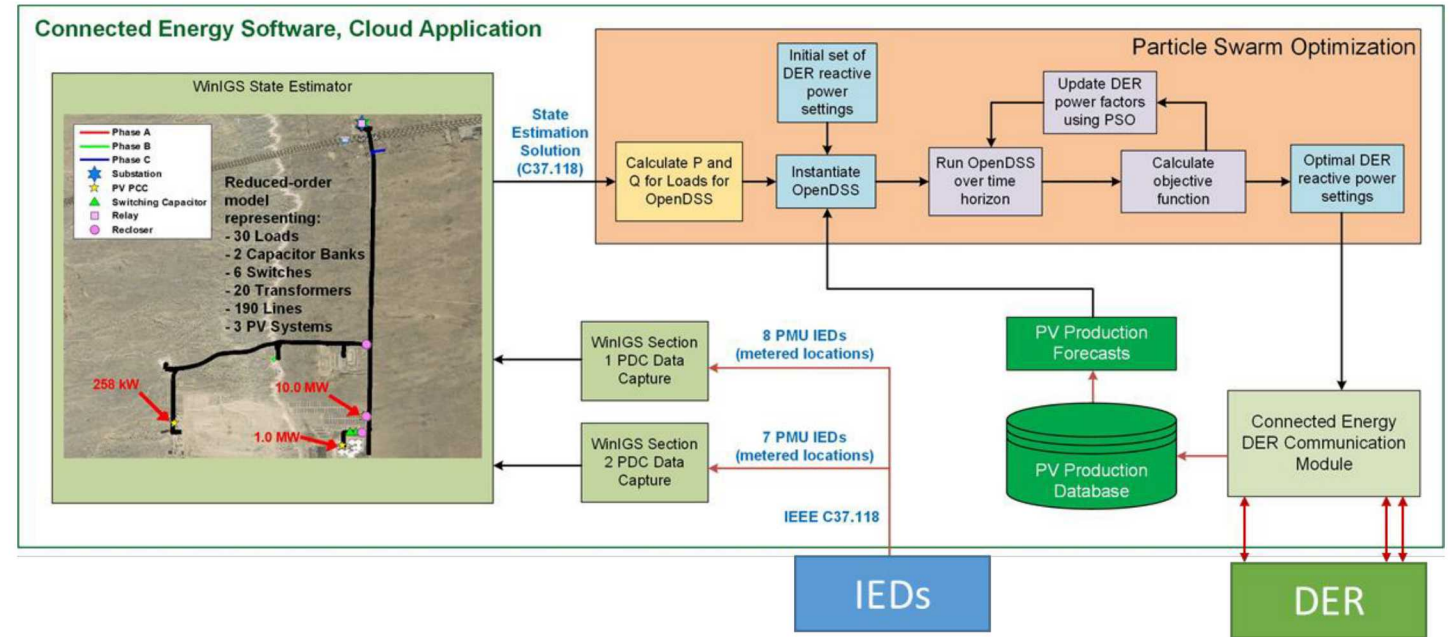 Connected Energy Software, Cloud Application
WinIGS State Estimator
Phase A
Phase B
Phase C
Substation
PV PCC
Switching Capacitor
Relay
Recloser
Reduced-order
model
representing:
- 30 Loads
- 2 Capacitor Banks
- 6 Switches
- 20 Transformers
- 190 Lines
- 3 PV Systems
258 kW
10.0 MW
1.0 MW
State
Estimation
Solution
(C37.118)
Particle Swarm Optimization
Initial set of
DER reactive
power
settings
Update DER
power factors
using PSO
Calculate P and
Q for Loads for
OpenDSS
Instantiate
OpenDSS
Run OpenDSS
over time
horizon
Calculate
objective
function
Optimal DER
reactive power
settings
WinIGS Section
1 PDC Data
Capture
8 PMU IEDs
(metered locations)
WinIGS Section
2 PDC Data
Capture
7 PMU IEDs
(metered locations)
IEEE C37.118
PV Production
Forecasts
PV Production
Database
Connected Energy
DER Communication
Module
IEDs
DER